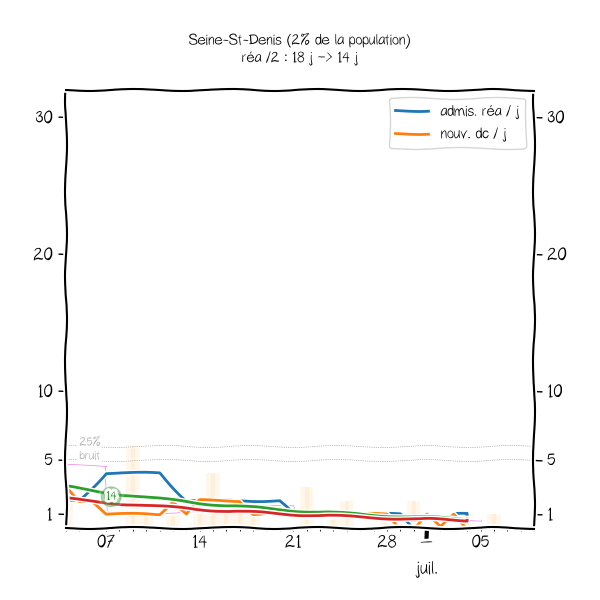 Seine-St-Denis (2% de la population)
réa /2 : 18 j -> 14 j
admis. réa / j
nouv. dc / j
30 30
20 20
10 10
25%
bruit
5 5
14
1 1
07 14 21 28 1 05
juil.